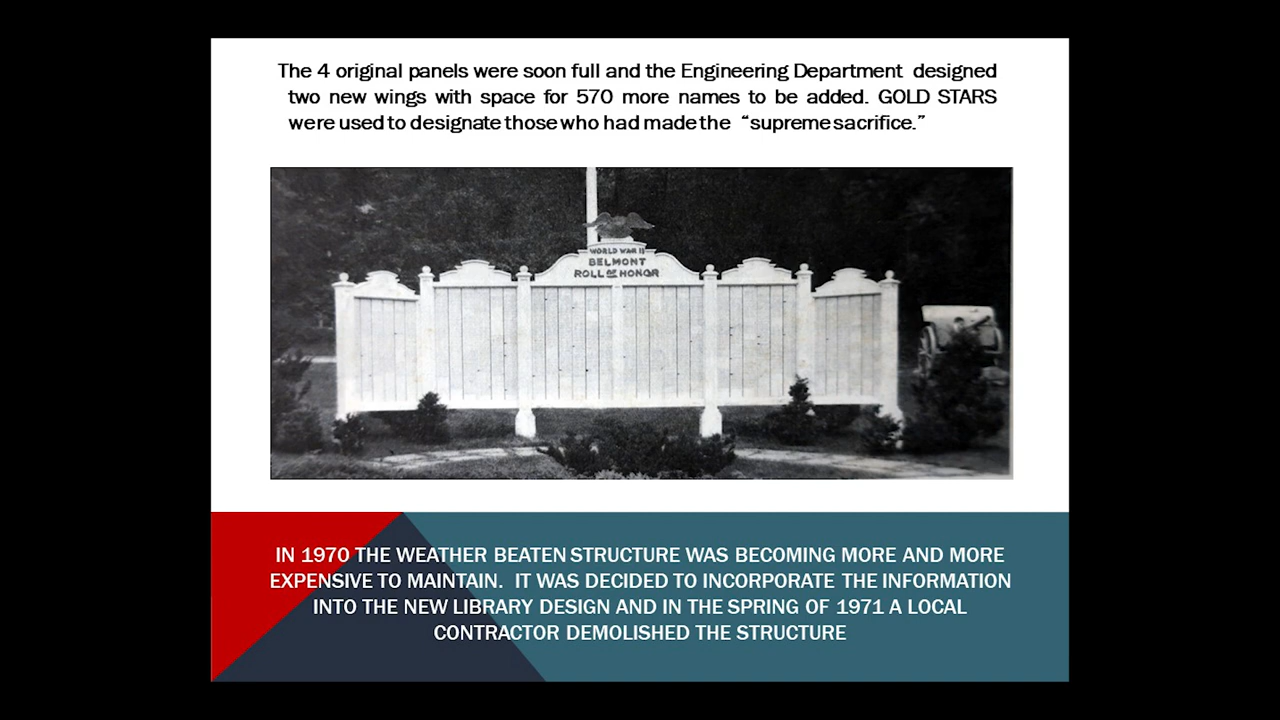 The 4 original panels were soon full and the Engineering Department designed
two new wings with space for 570 more names to be added. GOLD STARS
were used to designate those who had made the “supreme sacrifice.”
WORLD WAR II
BELMONT
ROLL OF HONOR
IN 1970 THE WEATHER BEATEN STRUCTURE WAS BECOMING MORE AND MORE
EXPENSIVE TO MAINTAIN. IT WAS DECIDED TO INCORPORATE THE INFORMATION
INTO THE NEW LIBRARY DESIGN AND IN THE SPRING OF 1971 A LOCAL
CONTRACTOR DEMOLISHED THE STRUCTURE